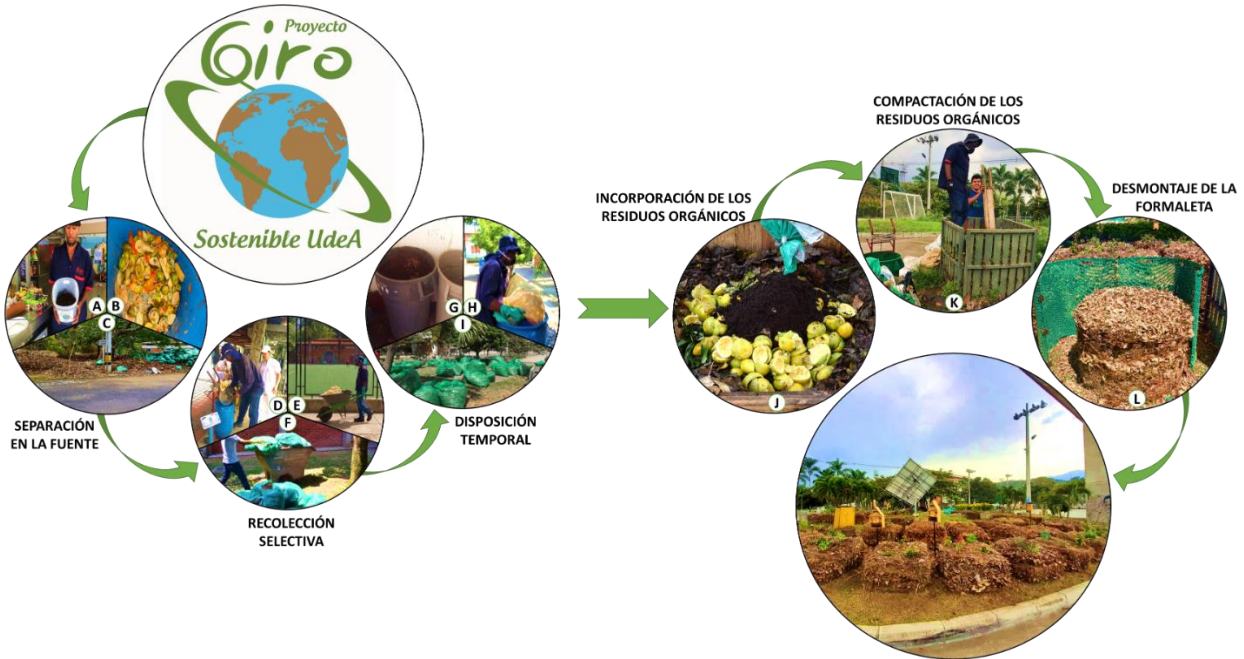 Proyecto
Giro
Sostenible UdeA
A
B
C
SEPARACIÓN
EN LA FUENTE
D
E
F
RECOLECCIÓN
SELECTIVA
G
H
I
DISPOSICIÓN
TEMPORAL
INCORPORACIÓN DE LOS
RESIDUOS ORGÁNICOS
J
COMPACTACIÓN DE LOS
RESIDUOS ORGÁNICOS
K
DESMONTAJE DE LA
FORMALETA
L